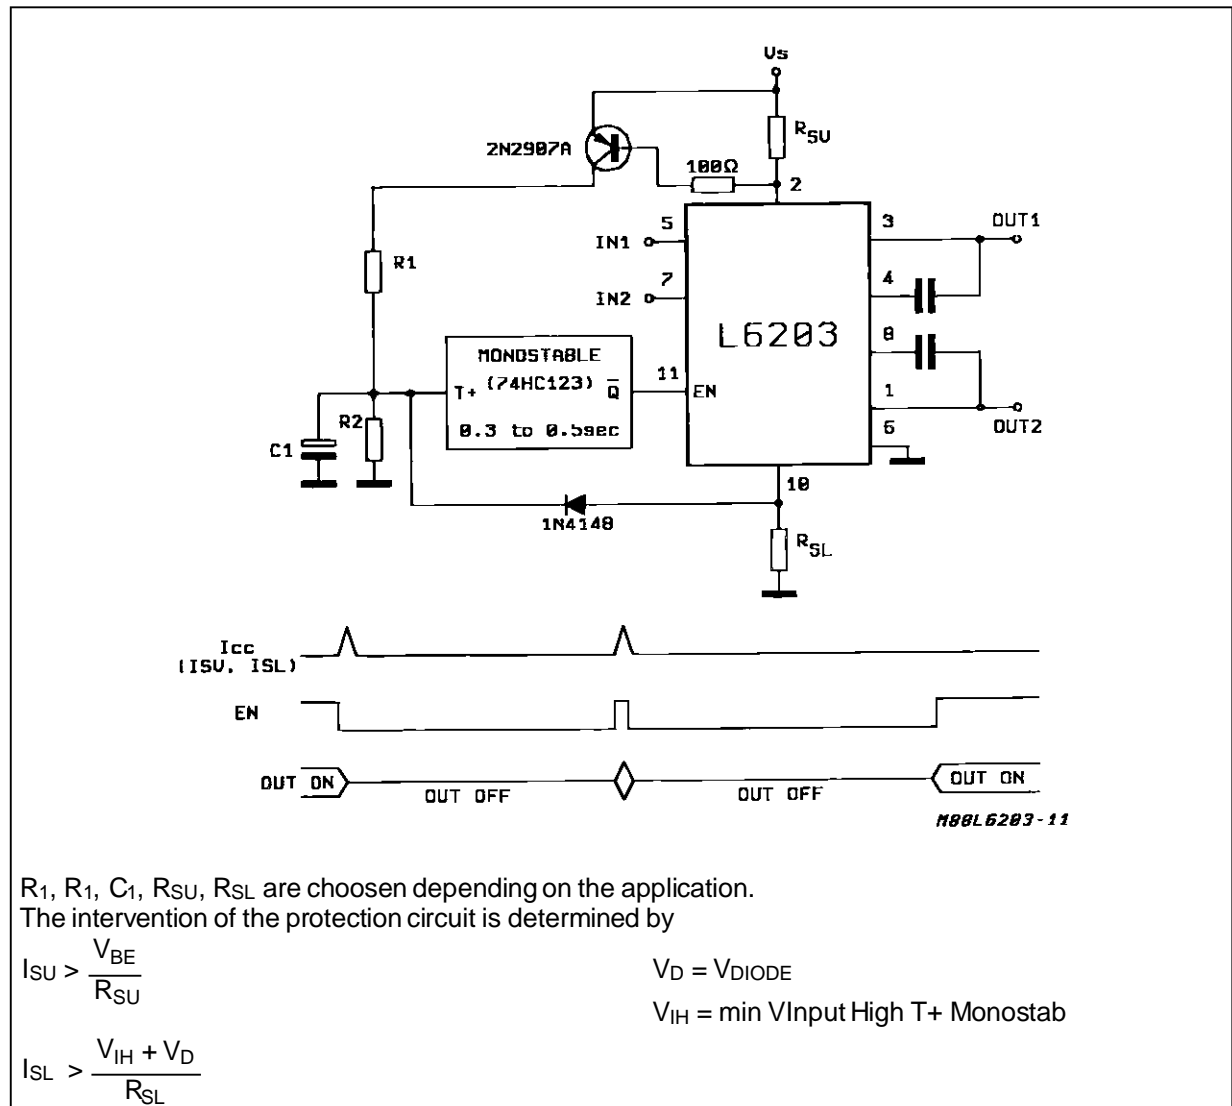 Vs
RSU
2N2907A
100Ω
2
5
3
OUT1
IN1
R1
7
4
IN2
L6203
8
MONOSTABLE
(74HC123)
T+
Q̅
11
EN
1
0.3 to 0.5sec
R2
6
OUT2
C1
10
1N4148
RSL
Icc
(ISU, ISL)
EN
OUT ON
OUT OFF
OUT OFF
OUT ON
M00L6203-11
R1, R1, C1, RSU, RSL are choosen depending on the application.
The intervention of the protection circuit is determined by
ISU > VBE / RSU
VD = VDIODE
VIH = min VInput High T+ Monostab
ISL > VIH + VD / RSL